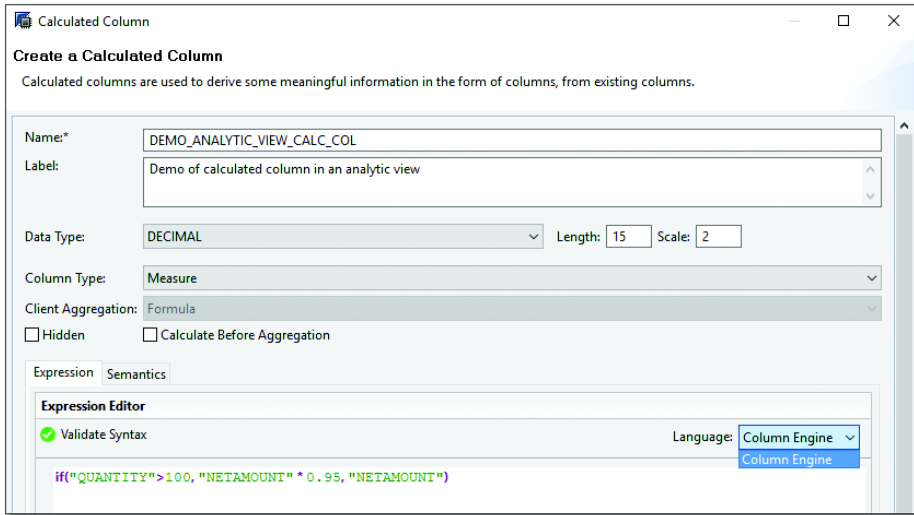 Calculated Column
Create a Calculated Column
Calculated columns are used to derive some meaningful information in the form of columns, from existing columns.
Name:* DEMO_ANALYTIC_VIEW_CALC_COL
Label: Demo of calculated column in an analytic view
Data Type: DECIMAL Length: 15 Scale: 2
Column Type: Measure
Client Aggregation: Formula
Hidden Calculate Before Aggregation
Expression Semantics
Expression Editor
Validate Syntax Language: Column Engine
Column Engine
if("QUANTITY">100, "NETAMOUNT" * 0.95, "NETAMOUNT")